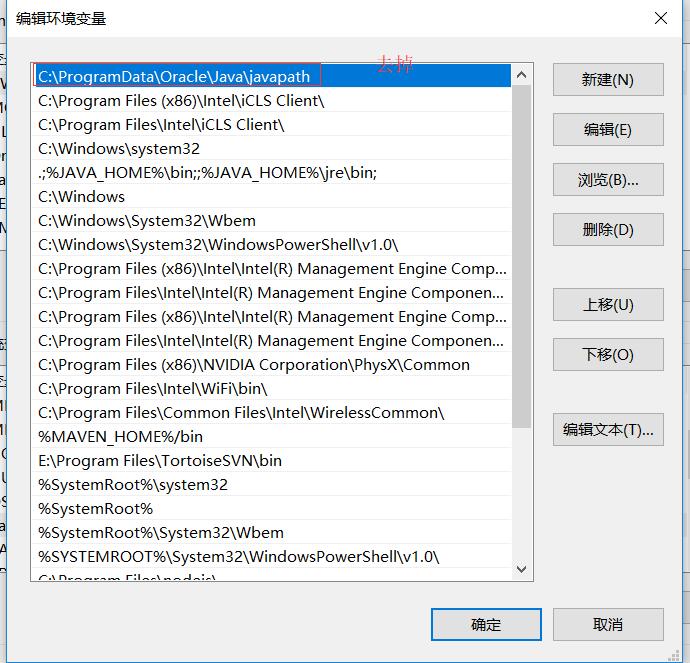 编辑环境变量
去掉
C:\ProgramData\Oracle\Java\javapath
C:\Program Files (x86)\Intel\iCLS Client\
C:\Program Files\Intel\iCLS Client\
C:\Windows\system32
.;%JAVA_HOME%\bin;;%JAVA_HOME%\jre\bin;
C:\Windows
C:\Windows\System32\Wbem
C:\Windows\System32\WindowsPowerShell\v1.0\
C:\Program Files (x86)\Intel\Intel(R) Management Engine Comp...
C:\Program Files\Intel\Intel(R) Management Engine Componen...
C:\Program Files (x86)\Intel\Intel(R) Management Engine Comp...
C:\Program Files\Intel\Intel(R) Management Engine Componen...
C:\Program Files (x86)\NVIDIA Corporation\PhysX\Common
C:\Program Files\Intel\WiFi\bin\
C:\Program Files\Common Files\Intel\WirelessCommon\
%MAVEN_HOME%/bin
E:\Program Files\TortoiseSVN\bin
%SystemRoot%\system32
%SystemRoot%
%SystemRoot%\System32\Wbem
%SYSTEMROOT%\System32\WindowsPowerShell\v1.0\
C:\Program Files\nodejs\
新建(N)
编辑(E)
浏览(B)...
删除(D)
上移(U)
下移(O)
编辑文本(T)...
确定
取消